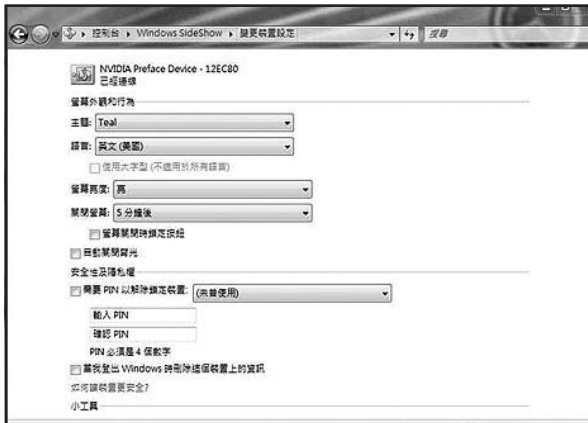 控制台 ▸ Windows SideShow ▸ 變更裝置設定
搜尋
NVIDIA Preface Device - 12EC80
已經連線
螢幕外觀和行為
主題: Teal
語言: 英文 (美國)
使用大字型 (不適用於所有語言)
螢幕亮度: 亮
關閉螢幕: 5 分鐘後
螢幕關閉時鎖定按鈕
自動關閉背光
安全性及隱私權
需要 PIN 以解除鎖定裝置: (未曾使用)
輸入 PIN
確認 PIN
PIN 必須是 4 個數字
當我登出 Windows 時刪除這個裝置上的資訊
如何讓裝置更安全?
小工具